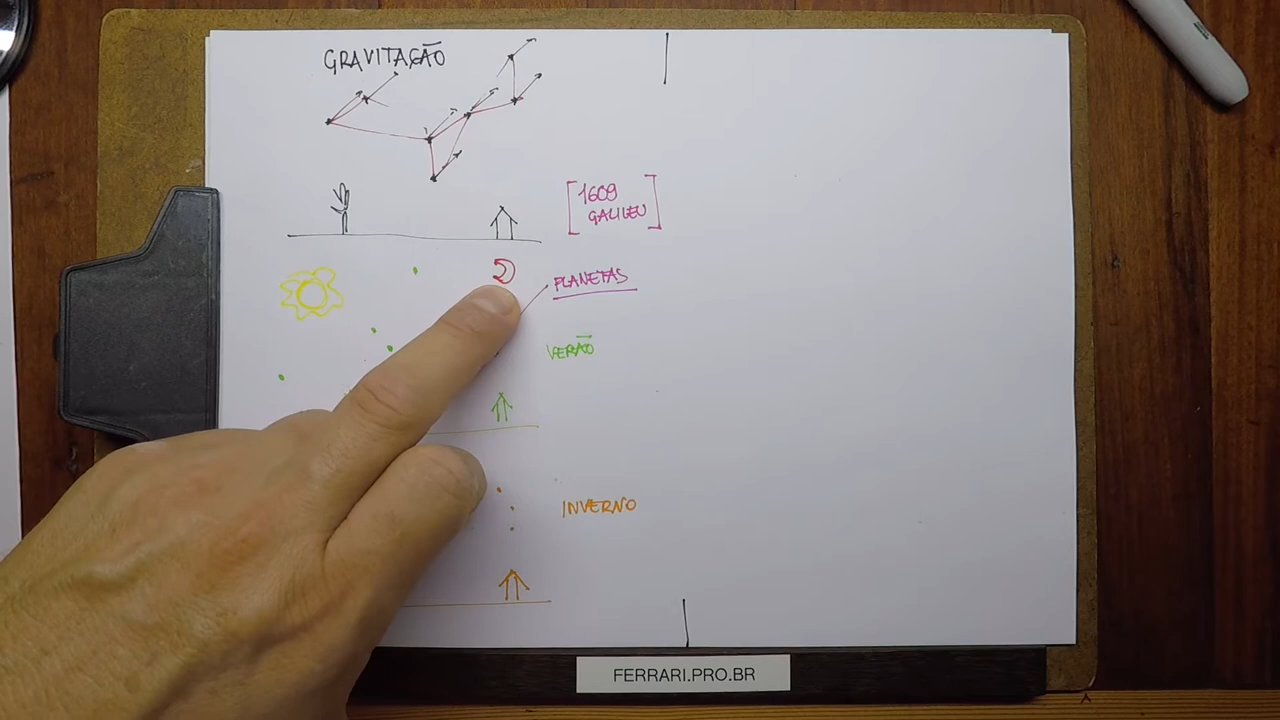 GRAVITAÇÃO
[1609
GALILEU]
PLANETAS
VERÃO
INVERNO
FERRARI.PRO.BR